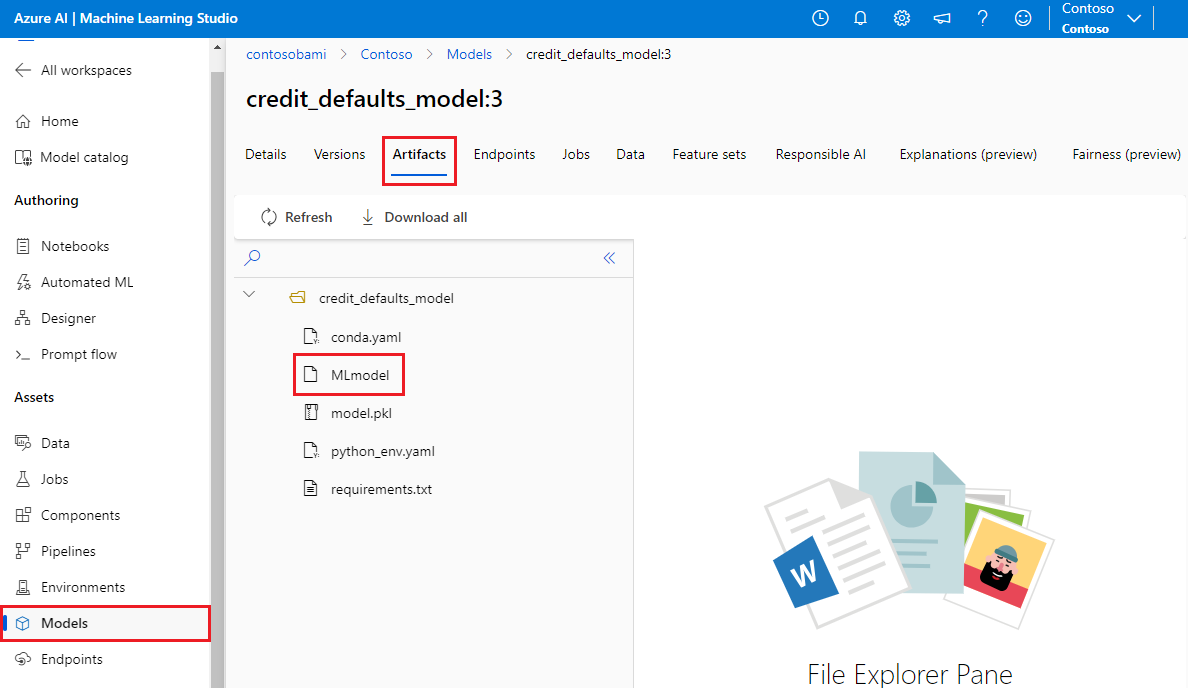 Azure AI | Machine Learning Studio
Contoso
Contoso
All workspaces
Home
Model catalog
Authoring
Notebooks
Automated ML
Designer
Prompt flow
Assets
Data
Jobs
Components
Pipelines
Environments
Models
Endpoints
contosobami > Contoso > Models > credit_defaults_model:3
credit_defaults_model:3
Details Versions Artifacts Endpoints Jobs Data Feature sets Responsible AI Explanations (preview) Fairness (preview)
Refresh Download all
credit_defaults_model
conda.yaml
MLmodel
model.pkl
python_env.yaml
requirements.txt
W
File Explorer Pane